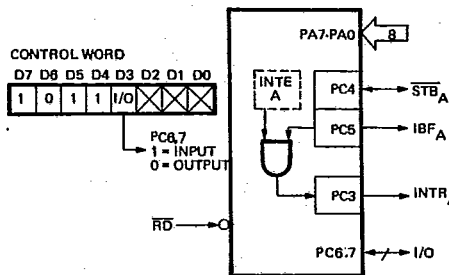 CONTROL WORD
D7 D6 D5 D4 D3 D2 D1 D0
1 0 1 1 I/O
PC6,7
1 = INPUT
0 = OUTPUT
RD
PA7-PA0
8
INTE
A
PC4
STBA
PC5
IBFA
PC3
INTR
PC6,7
I/O